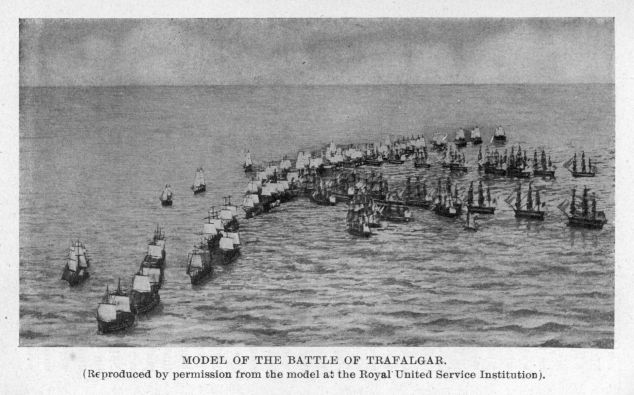 MODEL OF THE BATTLE OF TRAFALGAR.
(Reproduced by permission from the model at the Royal United Service Institution).